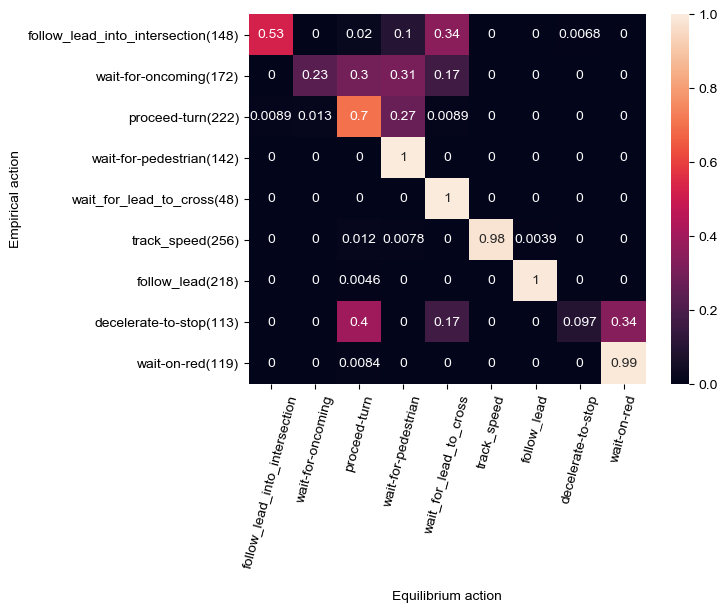 follow_lead_into_intersection(148) 0.53 0 0.02 0.1 0.34 0 0 0.0068 0
wait-for-oncoming(172) 0 0.23 0.3 0.31 0.17 0 0 0 0
proceed-turn(222) 0.0089 0.013 0.7 0.27 0.0089 0 0 0 0
wait-for-pedestrian(142) 0 0 0 1 0 0 0 0 0
wait_for_lead_to_cross(48) 0 0 0 0 1 0 0 0 0
track_speed(256) 0 0 0.012 0.0078 0 0.98 0.0039 0 0
follow_lead(218) 0 0 0.0046 0 0 0 1 0 0
decelerate-to-stop(113) 0 0 0.4 0 0.17 0 0 0.097 0.34
wait-on-red(119) 0 0 0.0084 0 0 0 0 0 0.99
Empirical action
follow_lead_into_intersection
wait-for-oncoming
proceed-turn
wait-for-pedestrian
wait_for_lead_to_cross
track_speed
follow_lead
decelerate-to-stop
wait-on-red
Equilibrium action
1.0
0.8
0.6
0.4
0.2
0.0